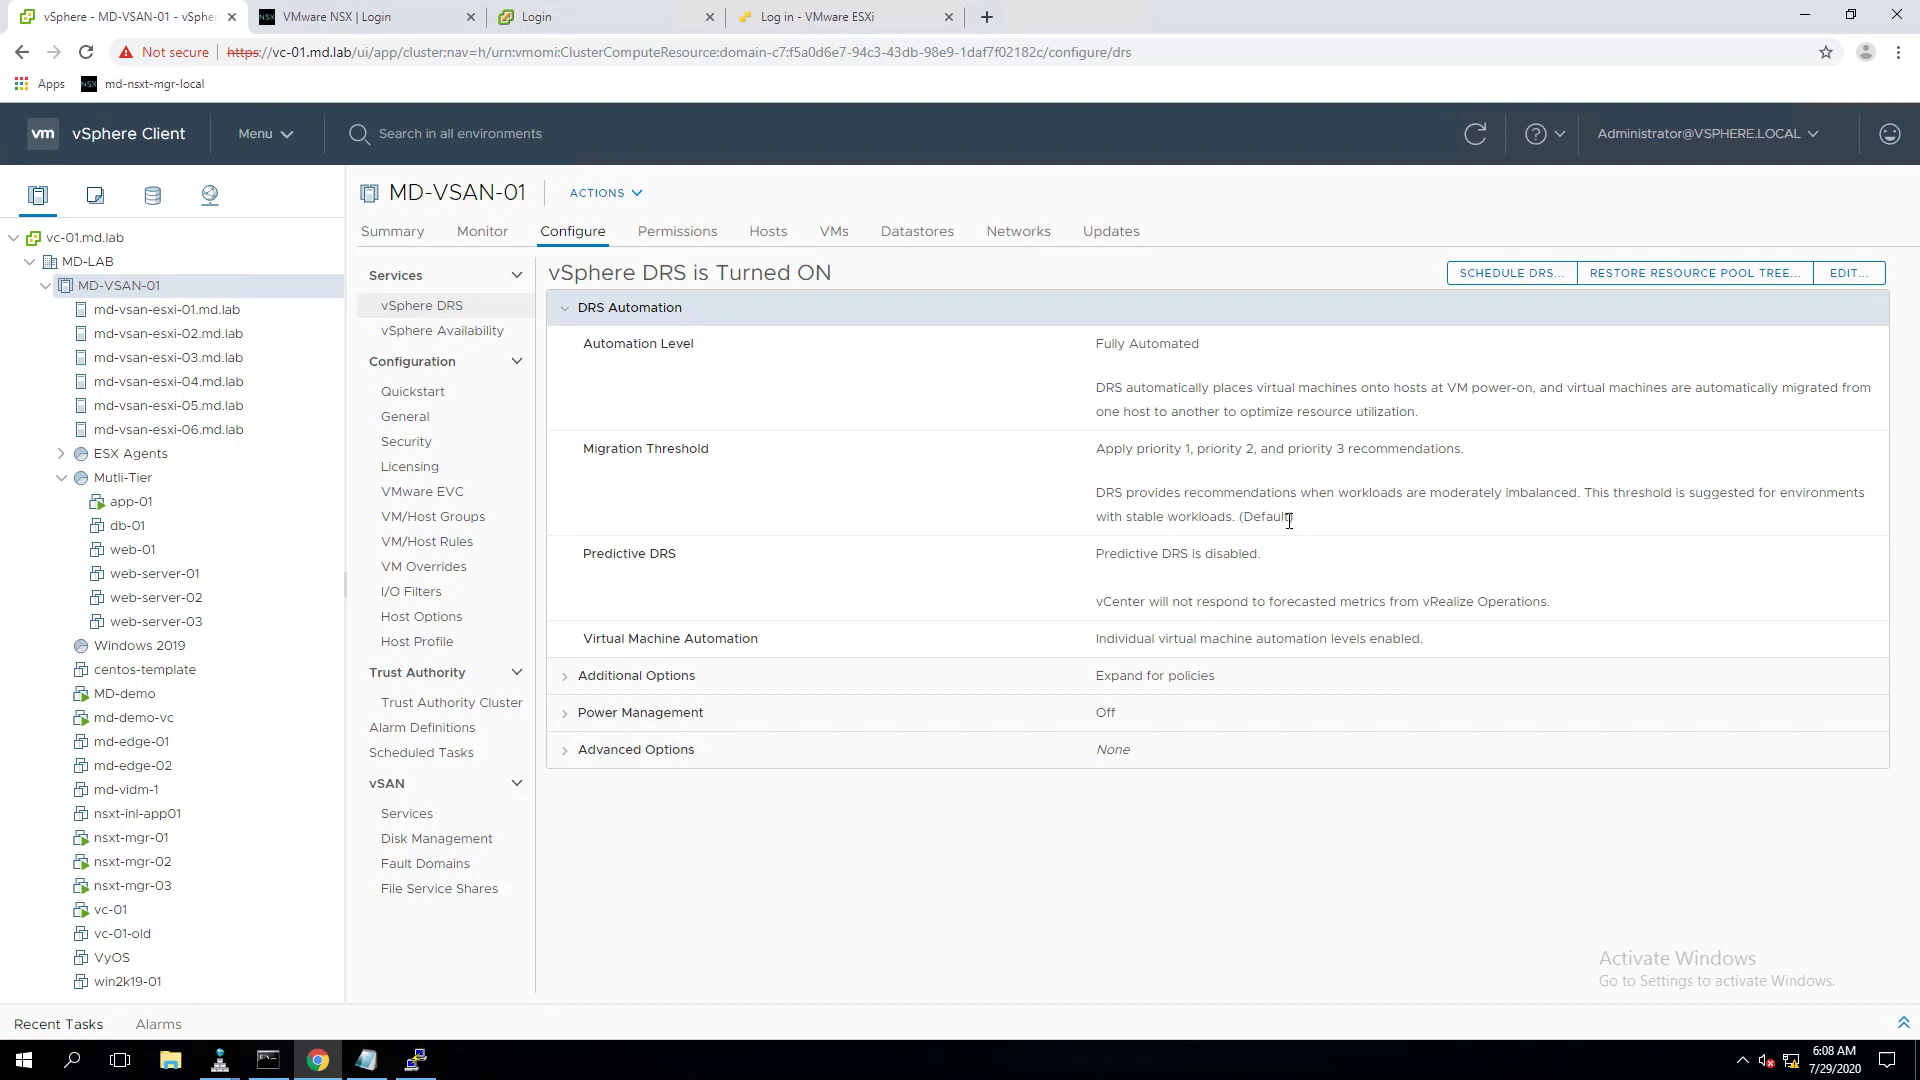 vSphere - MD-VSAN-01 - vSpher
VMware NSX | Login
Login
Log in - VMware ESXi
Not secure
https://vc-01.md.lab/ui/app/cluster;nav=h/urn:vmomi:ClusterComputeResource:domain-c7:f5a0d6e7-94c3-43db-98e9-1daf7f02182c/configure/drs
Apps
NSX
md-nsxt-mgr-local
vm
vSphere Client
Menu
Search in all environments
Administrator@VSPHERE.LOCAL
vc-01.md.lab
MD-LAB
MD-VSAN-01
md-vsan-esxi-01.md.lab
md-vsan-esxi-02.md.lab
md-vsan-esxi-03.md.lab
md-vsan-esxi-04.md.lab
md-vsan-esxi-05.md.lab
md-vsan-esxi-06.md.lab
ESX Agents
Mutli-Tier
app-01
db-01
web-01
web-server-01
web-server-02
web-server-03
Windows 2019
centos-template
MD-demo
md-demo-vc
md-edge-01
md-edge-02
md-vidm-1
nsxt-inl-app01
nsxt-mgr-01
nsxt-mgr-02
nsxt-mgr-03
vc-01
vc-01-old
VyOS
win2k19-01
MD-VSAN-01
ACTIONS
Summary
Monitor
Configure
Permissions
Hosts
VMs
Datastores
Networks
Updates
Services
vSphere DRS
vSphere Availability
Configuration
Quickstart
General
Security
Licensing
VMware EVC
VM/Host Groups
VM/Host Rules
VM Overrides
I/O Filters
Host Options
Host Profile
Trust Authority
Trust Authority Cluster
Alarm Definitions
Scheduled Tasks
vSAN
Services
Disk Management
Fault Domains
File Service Shares
vSphere DRS is Turned ON
SCHEDULE DRS...
RESTORE RESOURCE POOL TREE...
EDIT...
DRS Automation
Automation Level
Fully Automated
DRS automatically places virtual machines onto hosts at VM power-on, and virtual machines are automatically migrated from
one host to another to optimize resource utilization.
Migration Threshold
Apply priority 1, priority 2, and priority 3 recommendations.
DRS provides recommendations when workloads are moderately imbalanced. This threshold is suggested for environments
with stable workloads. (Default)
Predictive DRS
Predictive DRS is disabled.
vCenter will not respond to forecasted metrics from vRealize Operations.
Virtual Machine Automation
Individual virtual machine automation levels enabled.
Additional Options
Expand for policies
Power Management
Off
Advanced Options
None
Activate Windows
Go to Settings to activate Windows.
Recent Tasks
Alarms
6:08 AM
7/29/2020